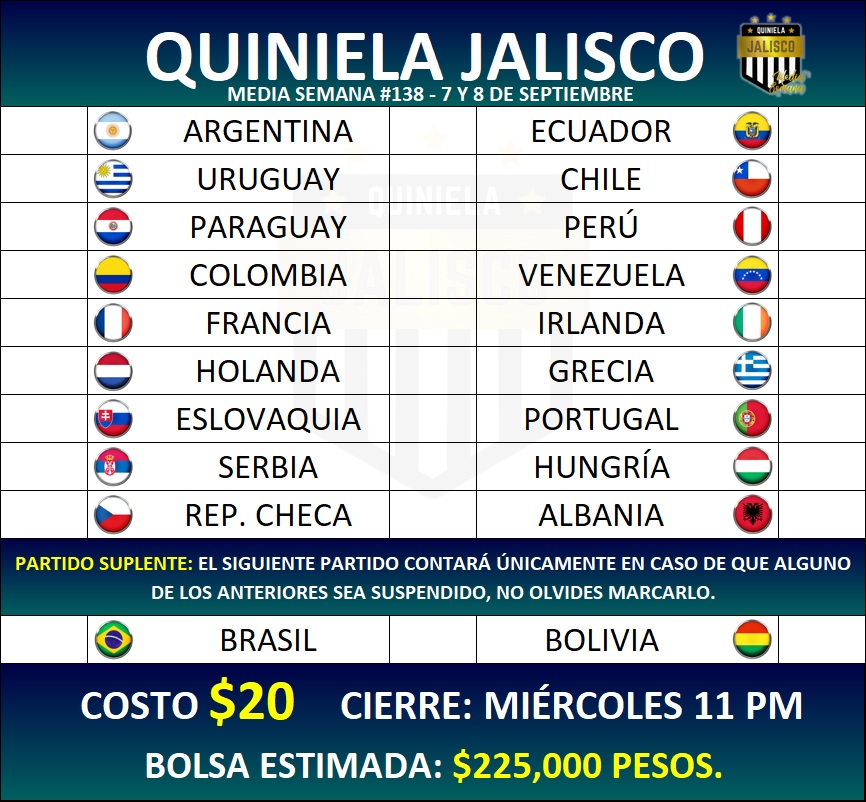 QUINIELA JALISCO
QUINIELA
JALISCO
Media
Semana
MEDIA SEMANA #138 - 7 Y 8 DE SEPTIEMBRE
ARGENTINA ECUADOR
URUGUAY CHILE
QUINIELA
PARAGUAY PERÚ
COLOMBIA VENEZUELA
JALISCO
FRANCIA IRLANDA
HOLANDA GRECIA
ESLOVAQUIA PORTUGAL
SERBIA HUNGRÍA
REP. CHECA ALBANIA
PARTIDO SUPLENTE: EL SIGUIENTE PARTIDO CONTARÁ ÚNICAMENTE EN CASO DE QUE ALGUNO
DE LOS ANTERIORES SEA SUSPENDIDO, NO OLVIDES MARCARLO.
BRASIL BOLIVIA
COSTO $20 CIERRE: MIÉRCOLES 11 PM
BOLSA ESTIMADA: $225,000 PESOS.